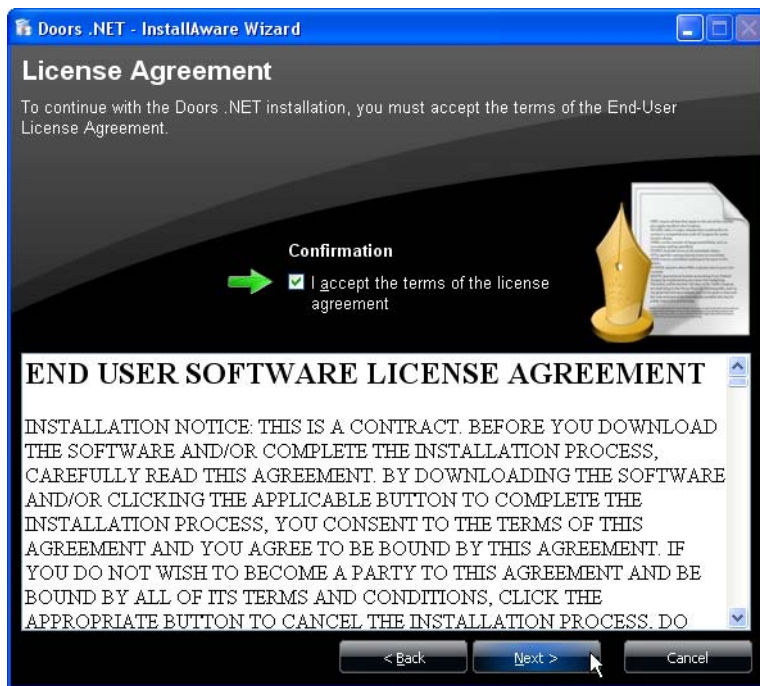 Doors .NET - InstallAware Wizard
License Agreement
To continue with the Doors .NET installation, you must accept the terms of the End-User
License Agreement.
Confirmation
I accept the terms of the license
agreement
END USER SOFTWARE LICENSE AGREEMENT
INSTALLATION NOTICE: THIS IS A CONTRACT. BEFORE YOU DOWNLOAD
THE SOFTWARE AND/OR COMPLETE THE INSTALLATION PROCESS,
CAREFULLY READ THIS AGREEMENT. BY DOWNLOADING THE SOFTWARE
AND/OR CLICKING THE APPLICABLE BUTTON TO COMPLETE THE
INSTALLATION PROCESS, YOU CONSENT TO THE TERMS OF THIS
AGREEMENT AND YOU AGREE TO BE BOUND BY THIS AGREEMENT. IF
YOU DO NOT WISH TO BECOME A PARTY TO THIS AGREEMENT AND BE
BOUND BY ALL OF ITS TERMS AND CONDITIONS, CLICK THE
APPROPRIATE BUTTON TO CANCEL THE INSTALLATION PROCESS. DO
< Back
Next >
Cancel